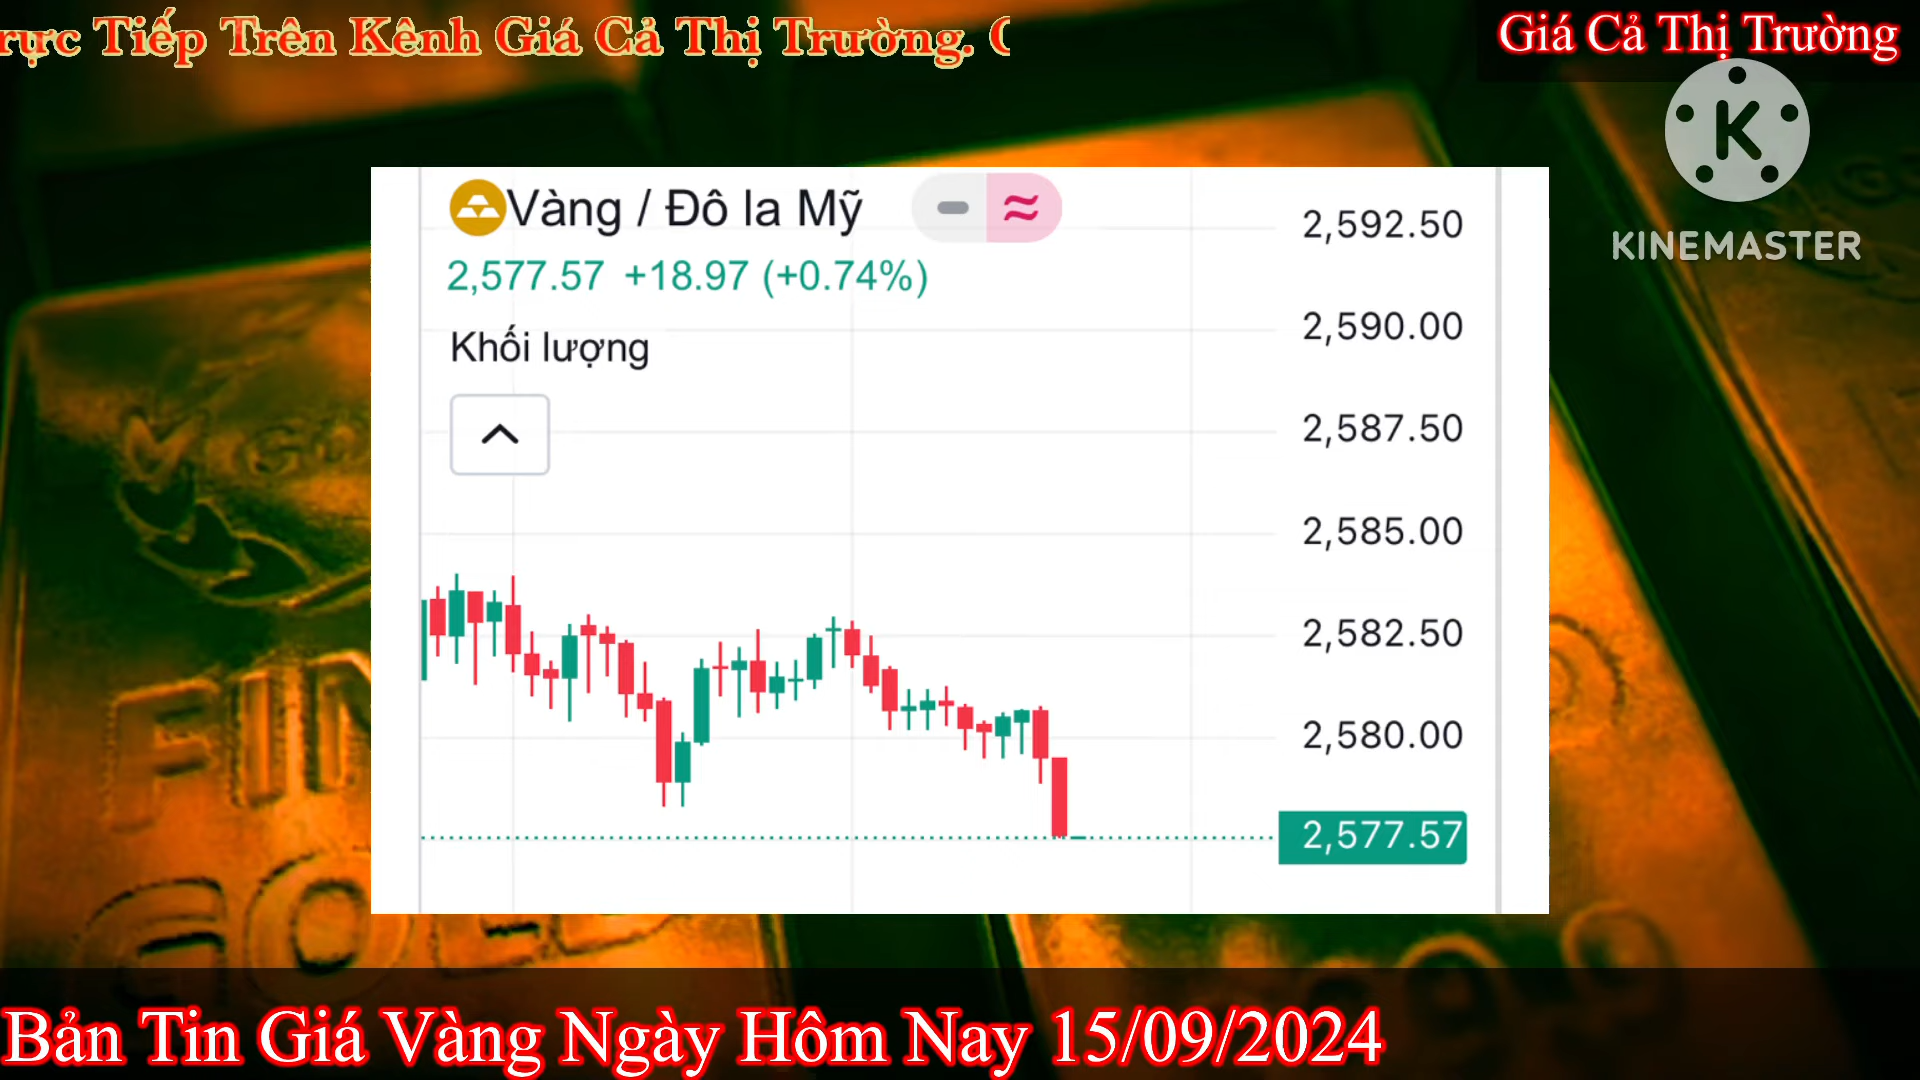 Tiếp Trên Kênh Giá Cả Thị Trường.
Giá Cả Thị Trường
K
KINEMASTER
Vàng / Đô la Mỹ
2,577.57 +18.97 (+0.74%)
Khối lượng
2,592.50
2,590.00
2,587.50
2,585.00
2,582.50
2,580.00
2,577.57
FIN
GOLD
Bản Tin Giá Vàng Ngày Hôm Nay 15/09/2024